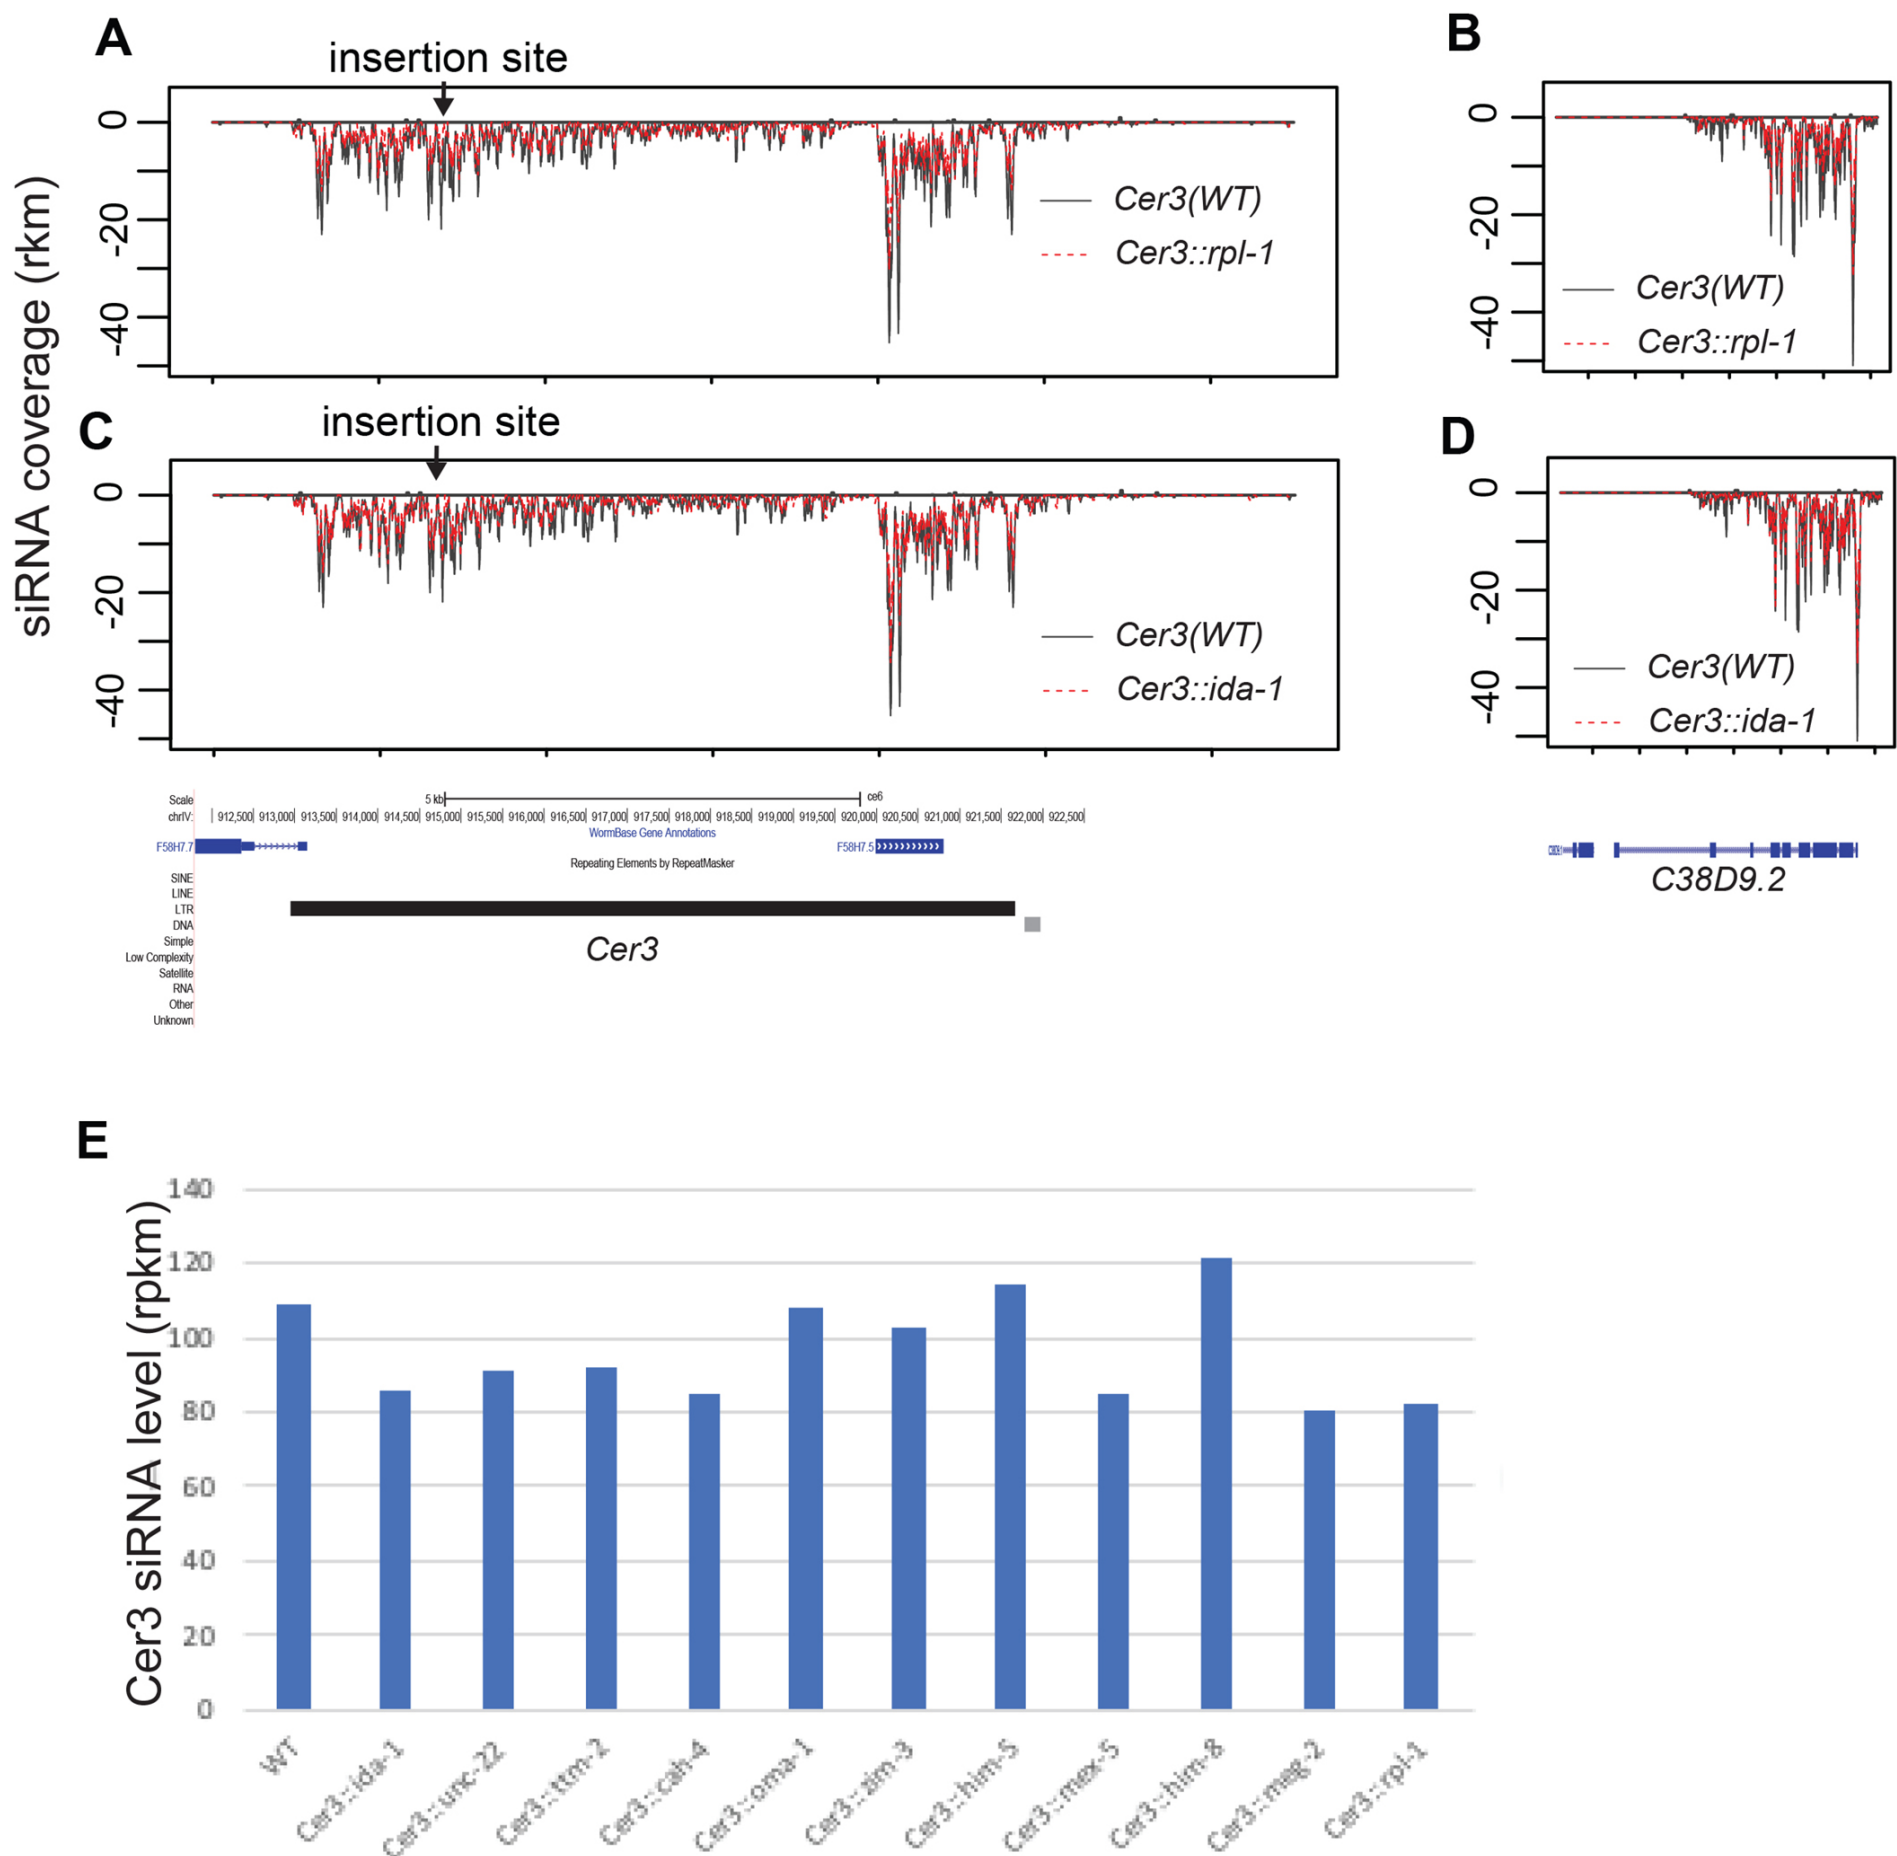 A
insertion site
siRNA coverage (rkm)
0
-20
-40
Cer3(WT)
Cer3::rpl-1
B
0
-20
-40
Cer3(WT)
Cer3::rpl-1
C
insertion site
0
-20
-40
Cer3(WT)
Cer3::ida-1
D
0
-20
-40
Cer3(WT)
Cer3::ida-1
Scale 5 kb ce6
chrIV: 912,500 913,000 913,500 914,000 914,500 915,000 915,500 916,000 916,500 917,000 917,500 918,000 918,500 919,000 919,500 920,000 920,500 921,000 921,500 922,000 922,500
WormBase Gene Annotations
F58H7.7 F58H7.5
Repeating Elements by RepeatMasker
SINE
LINE
LTR
DNA
Simple
Low Complexity
Satellite
RNA
Other
Unknown
Cer3
C38D9.2
E
Cer3 siRNA level (rpkm)
140
120
100
80
60
40
20
0
WT
Cer3::ida-1
Cer3::unc-22
Cer3::ttm-2
Cer3::cah-4
Cer3::oma-1
Cer3::zim-3
Cer3::him-5
Cer3::mex-5
Cer3::him-8
Cer3::meg-2
Cer3::rpl-1